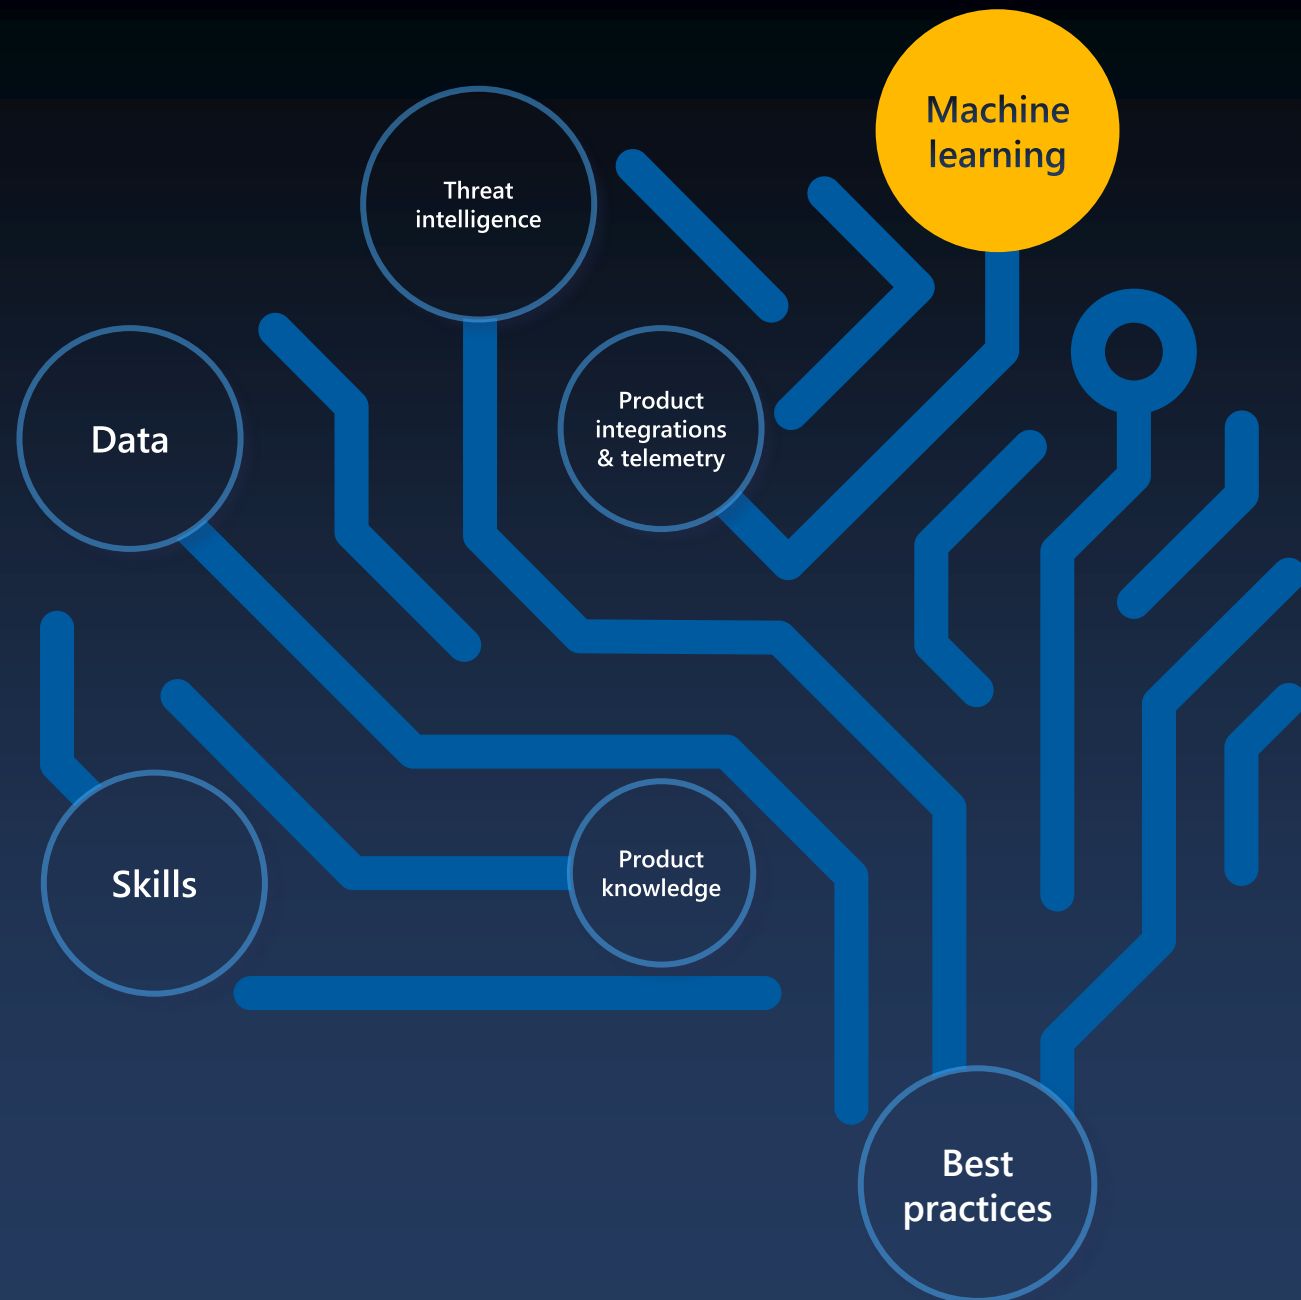 Machine
learning
Threat
intelligence
Product
integrations
& telemetry
Data
Product
knowledge
Skills
Best
practices